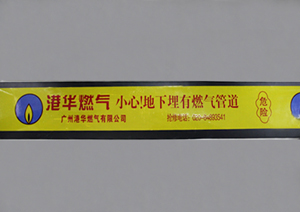 港华燃气 小心!地下埋有燃气管道
广州港华燃气有限公司
抢修电话:
危险